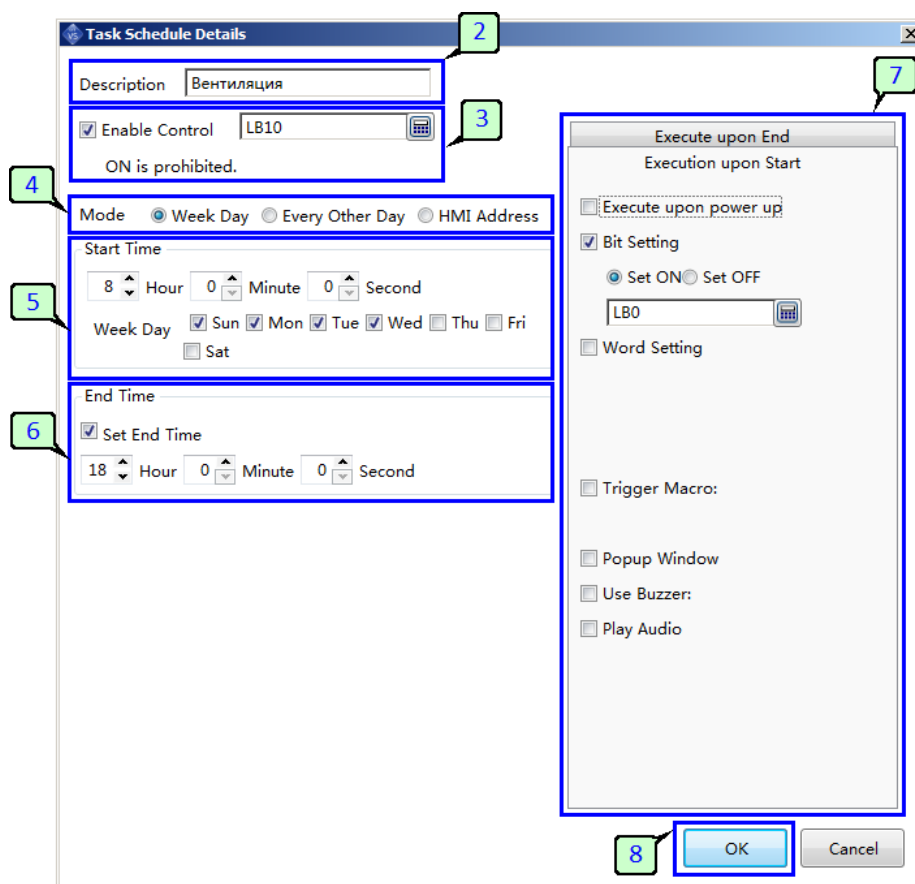 Task Schedule Details
2
Description Вентиляция
7
Enable Control LB10
3
ON is prohibited.
4
Mode Week Day Every Other Day HMI Address
Start Time
8 Hour 0 Minute 0 Second
5
Week Day Sun Mon Tue Wed Thu Fri
Sat
End Time
6
Set End Time
18 Hour 0 Minute 0 Second
Execute upon End
Execution upon Start
Execute upon power up
Bit Setting
Set ON Set OFF
LB0
Word Setting
Trigger Macro:
Popup Window
Use Buzzer:
Play Audio
8
OK Cancel